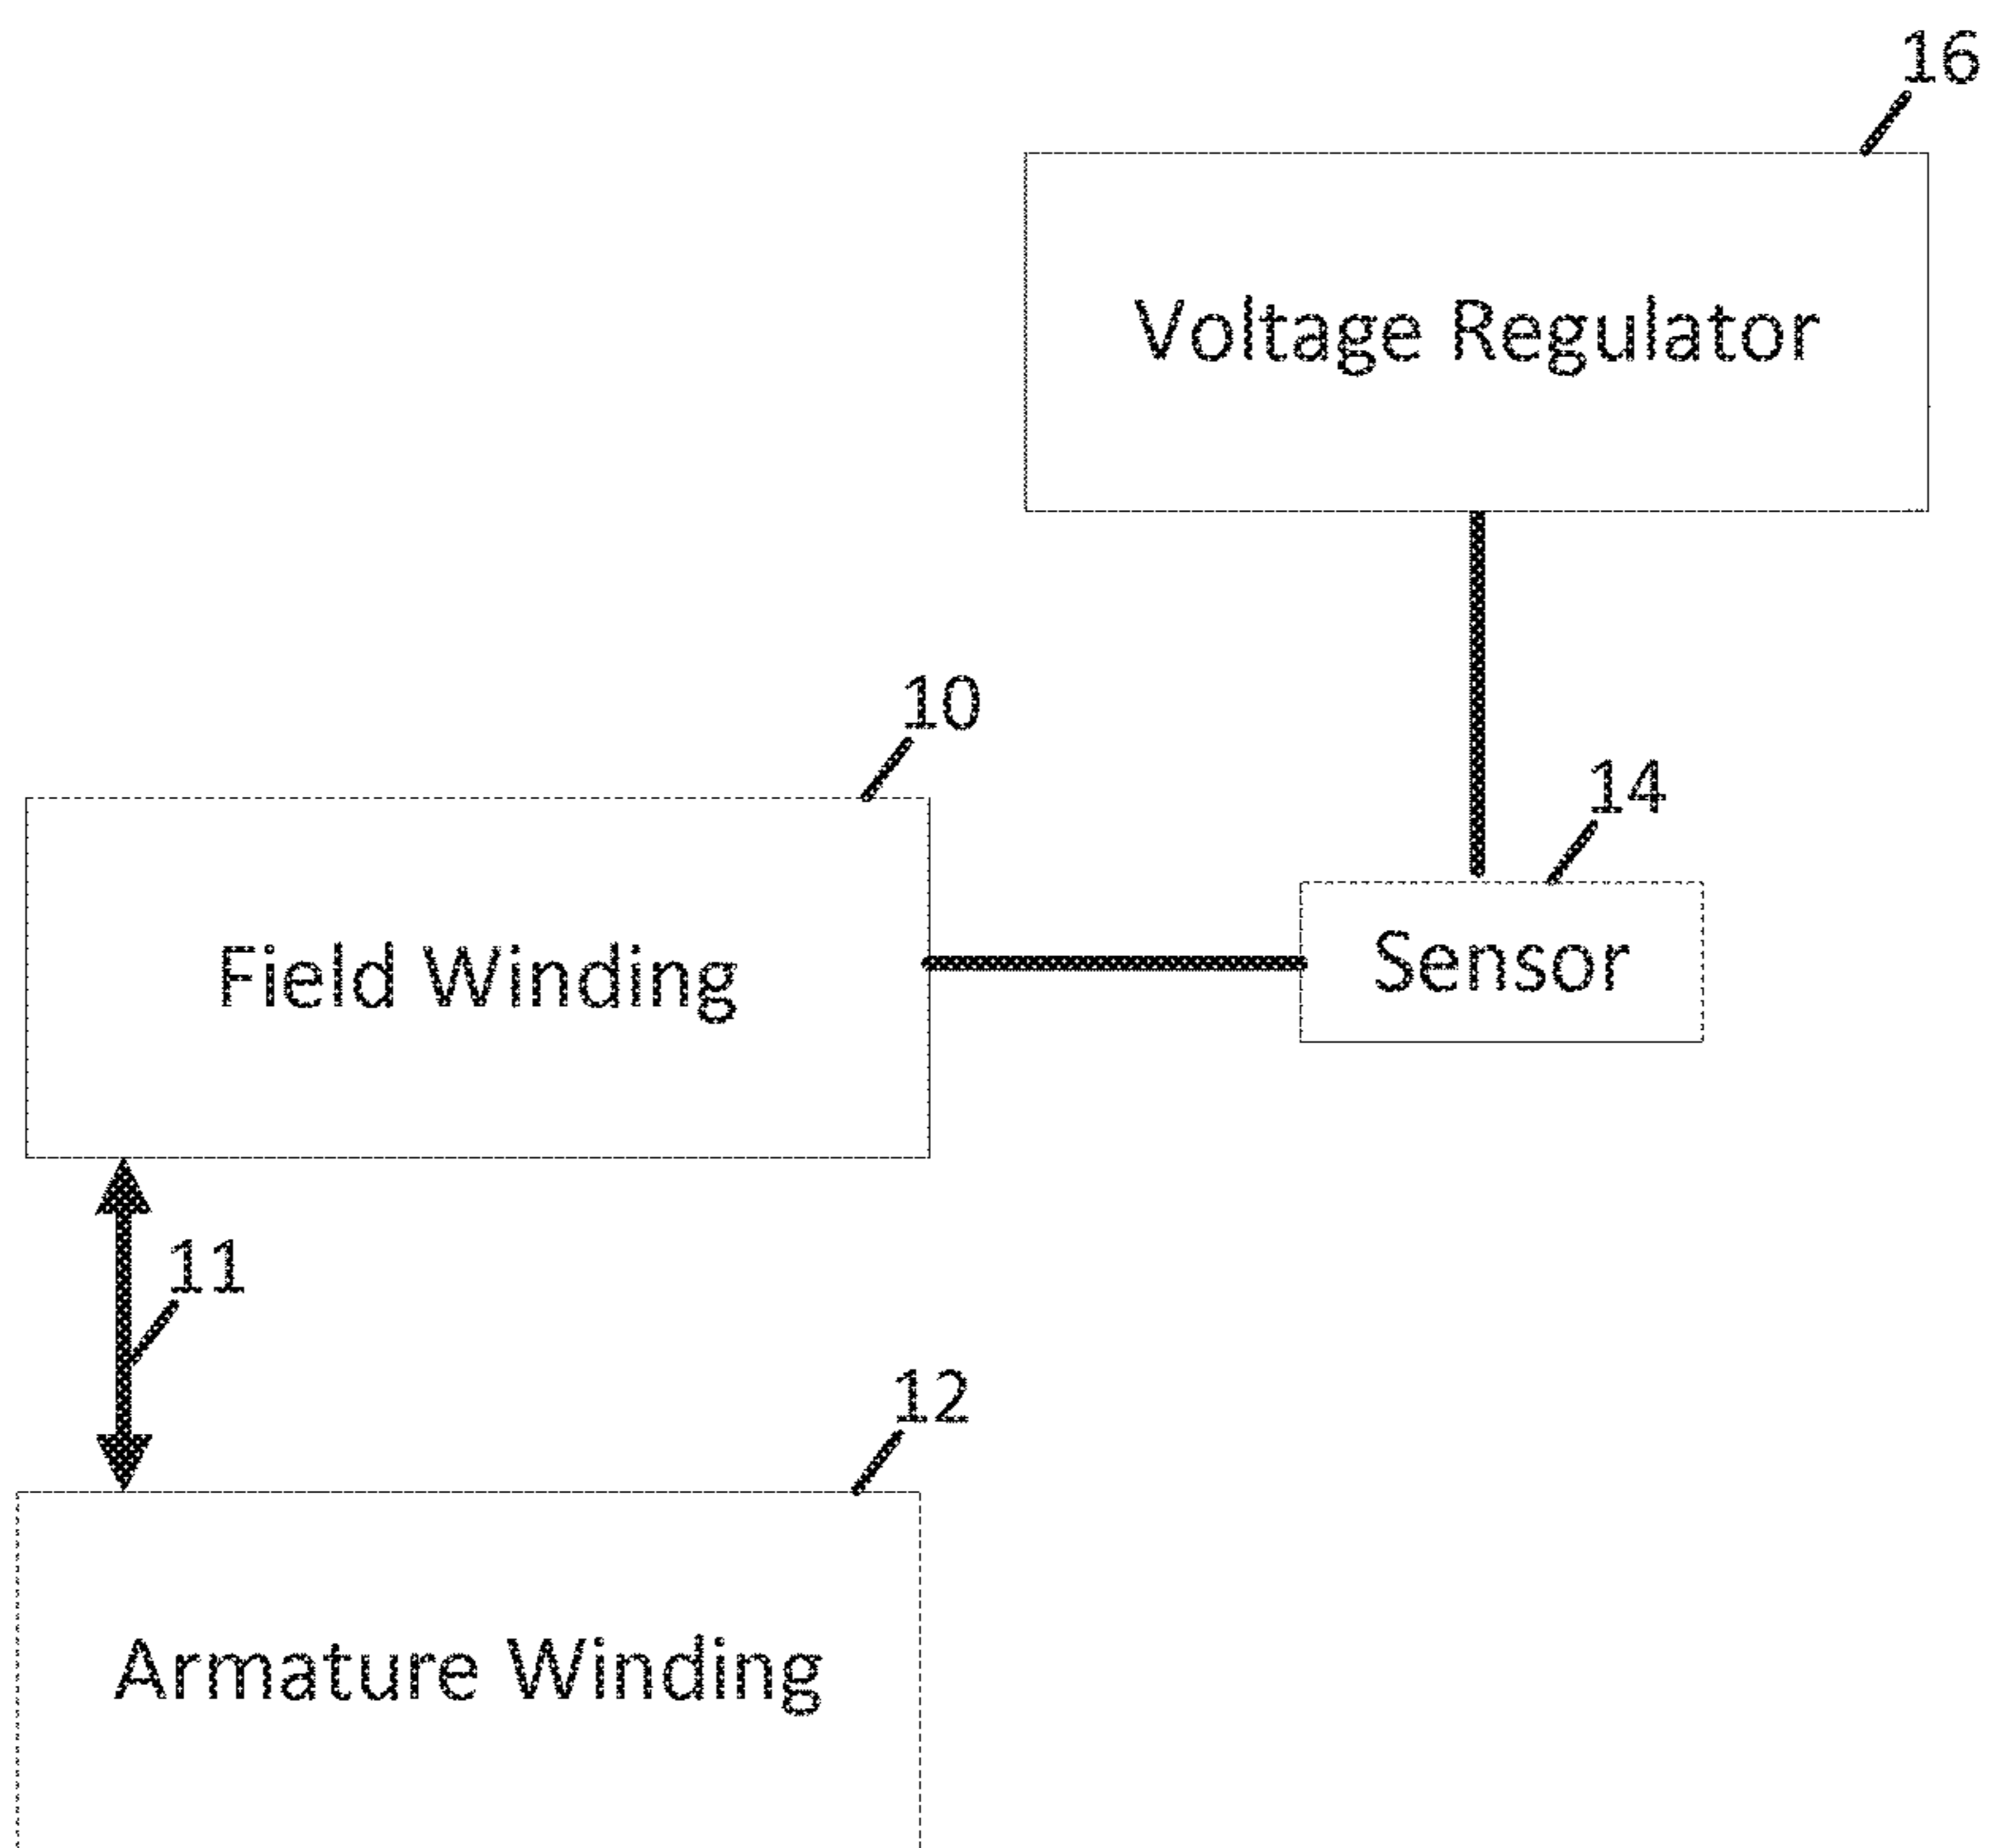 16
Voltage Regulator
10
14
Field Winding
Sensor
11
12
Armature Winding